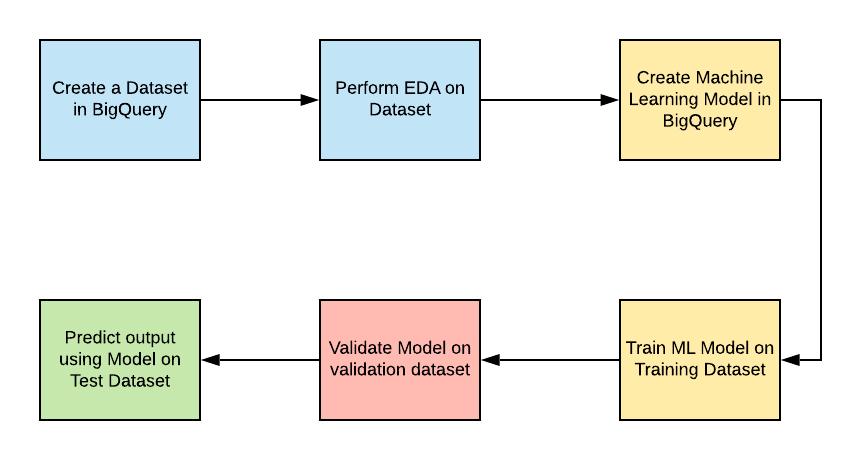 Create a Dataset
in BigQuery
Perform EDA on
Dataset
Create Machine
Learning Model in
BigQuery
Predict output
using Model on
Test Dataset
Validate Model on
validation dataset
Train ML Model on
Training Dataset